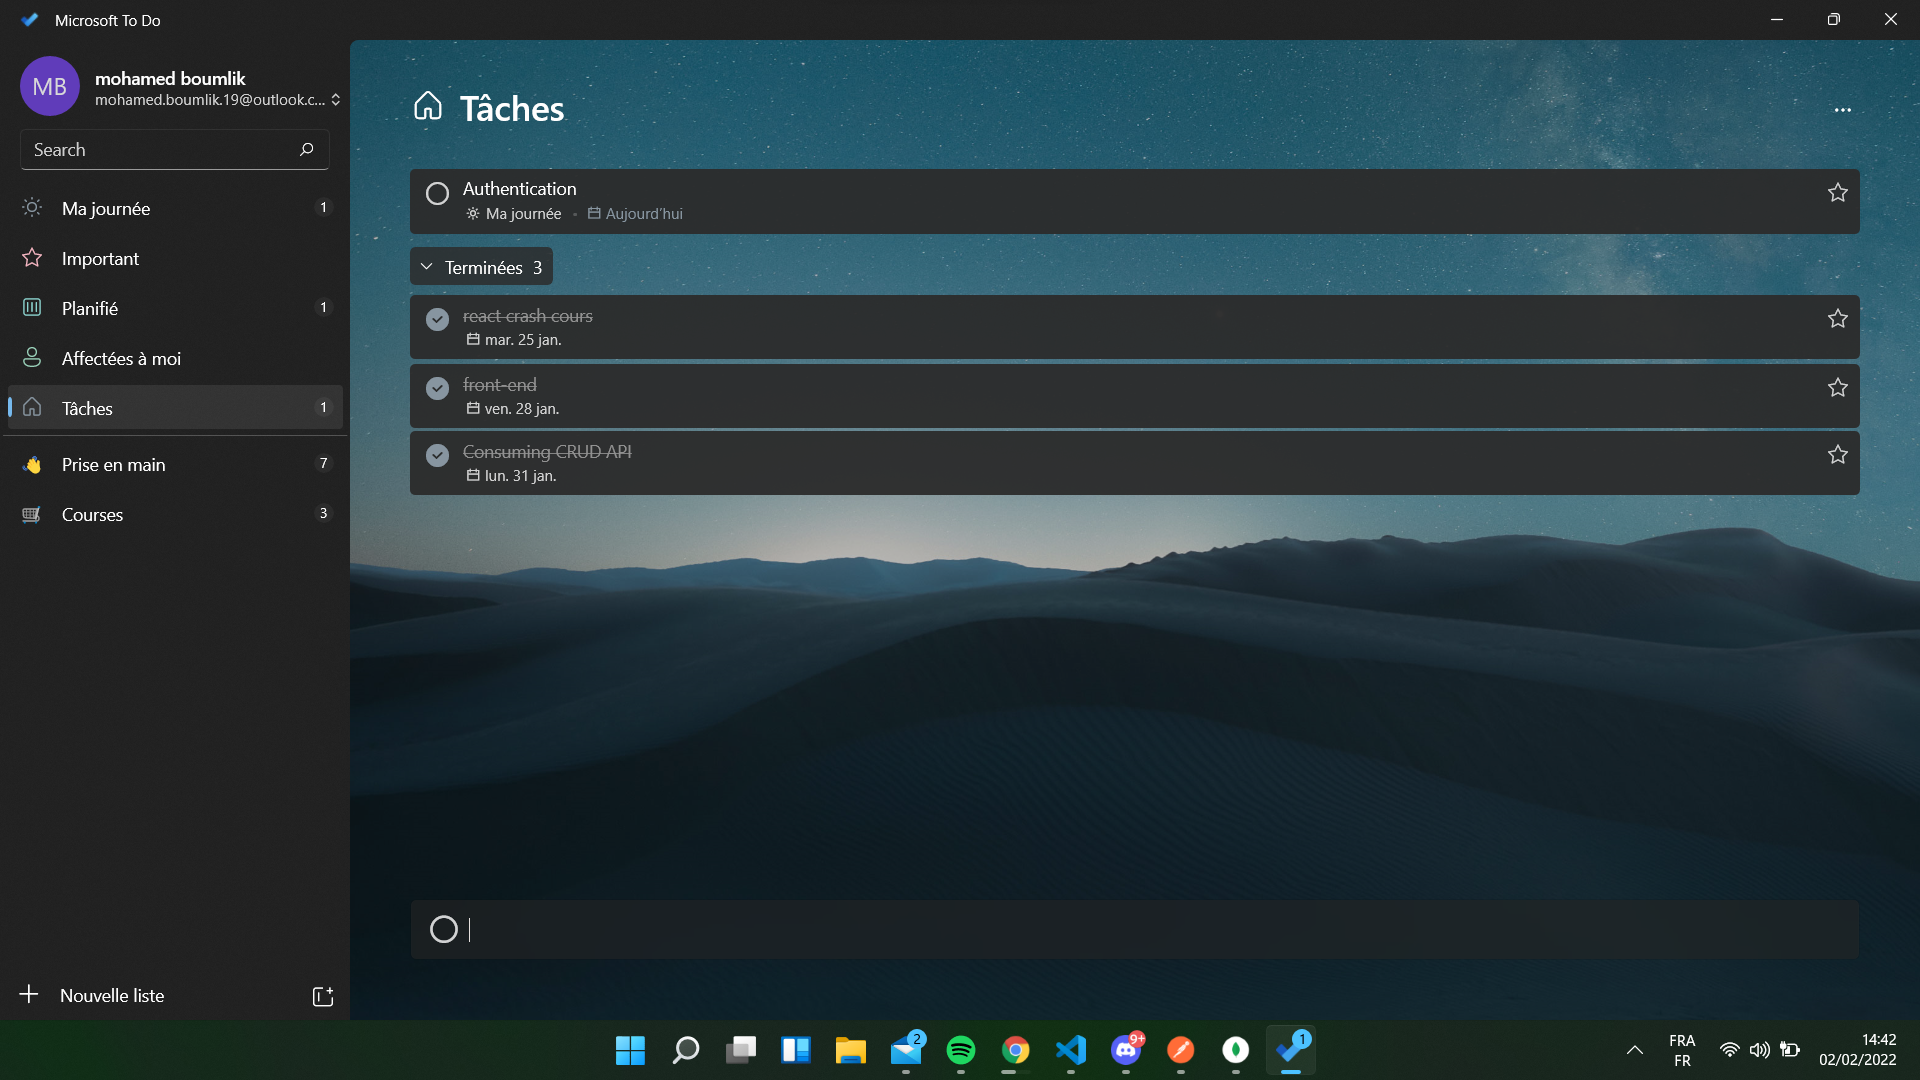 Microsoft To Do
MB
mohamed boumlik
mohamed.boumlik.19@outlook.c...
Search
Ma journée 1
Important
Planifié 1
Affectées à moi
Tâches 1
Prise en main 7
Courses 3
Nouvelle liste
Tâches
Authentication
Ma journée • Aujourd'hui
Terminées 3
react crash cours
mar. 25 jan.
front-end
ven. 28 jan.
Consuming CRUD API
lun. 31 jan.
2
9+
1
FRA
FR
14:42
02/02/2022